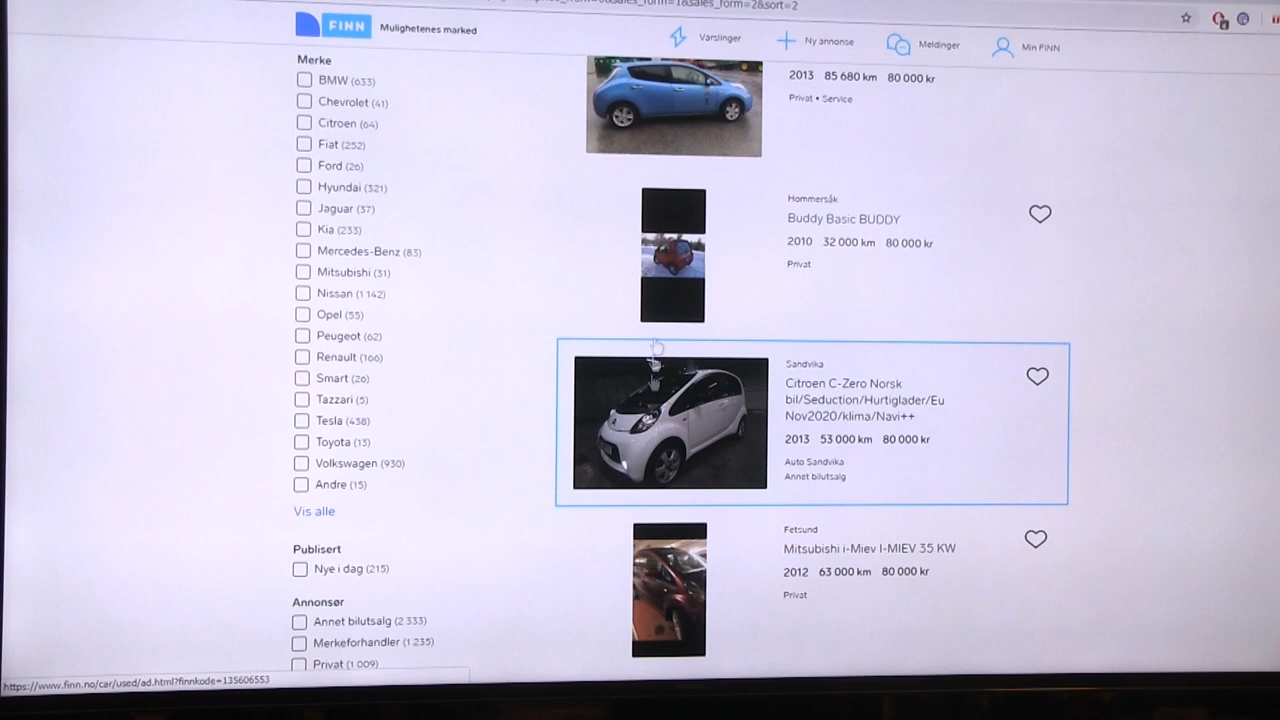 sales_form=1&sales_form=2&sort=2
FINN
Mulighetenes marked
Varslinger
Ny annonse
Meldinger
Min FINN
Merke
BMW (633)
Chevrolet (41)
Citroen (64)
Fiat (252)
Ford (26)
Hyundai (321)
Jaguar (37)
Kia (233)
Mercedes-Benz (83)
Mitsubishi (31)
Nissan (1 142)
Opel (55)
Peugeot (62)
Renault (166)
Smart (26)
Tazzari (5)
Tesla (438)
Toyota (13)
Volkswagen (930)
Andre (15)
Vis alle
Publisert
Nye i dag (215)
Annonsør
Annet bilutsalg (2 333)
Merkeforhandler (1 235)
Privat (1 009)
2013 85 680 km 80 000 kr
Privat • Service
Hommersåk
Buddy Basic BUDDY
2010 32 000 km 80 000 kr
Privat
Sandvika
Citroen C-Zero Norsk
bil/Seduction/Hurtiglader/Eu
Nov2020/klima/Navi++
2013 53 000 km 80 000 kr
Auto Sandvika
Annet bilutsalg
Fetsund
Mitsubishi i-Miev I-MIEV 35 KW
2012 63 000 km 80 000 kr
Privat
https://www.finn.no/car/used/ad.html?finnkode=135606553